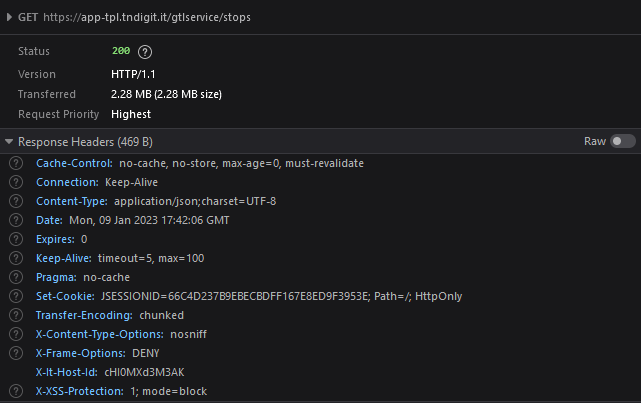 GET https://app-tpl.tndigit.it/gtlservice/stops
Status 200 ?
Version HTTP/1.1
Transferred 2.28 MB (2.28 MB size)
Request Priority Highest
Response Headers (469 B) Raw
? Cache-Control: no-cache, no-store, max-age=0, must-revalidate
? Connection: Keep-Alive
? Content-Type: application/json;charset=UTF-8
? Date: Mon, 09 Jan 2023 17:42:06 GMT
? Expires: 0
? Keep-Alive: timeout=5, max=100
? Pragma: no-cache
? Set-Cookie: JSESSIONID=66C4D237B9EBECBDFF167E8ED9F3953E; Path=/; HttpOnly
? Transfer-Encoding: chunked
? X-Content-Type-Options: nosniff
? X-Frame-Options: DENY
X-It-Host-Id: cHI0MXd3M3AK
? X-XSS-Protection: 1; mode=block